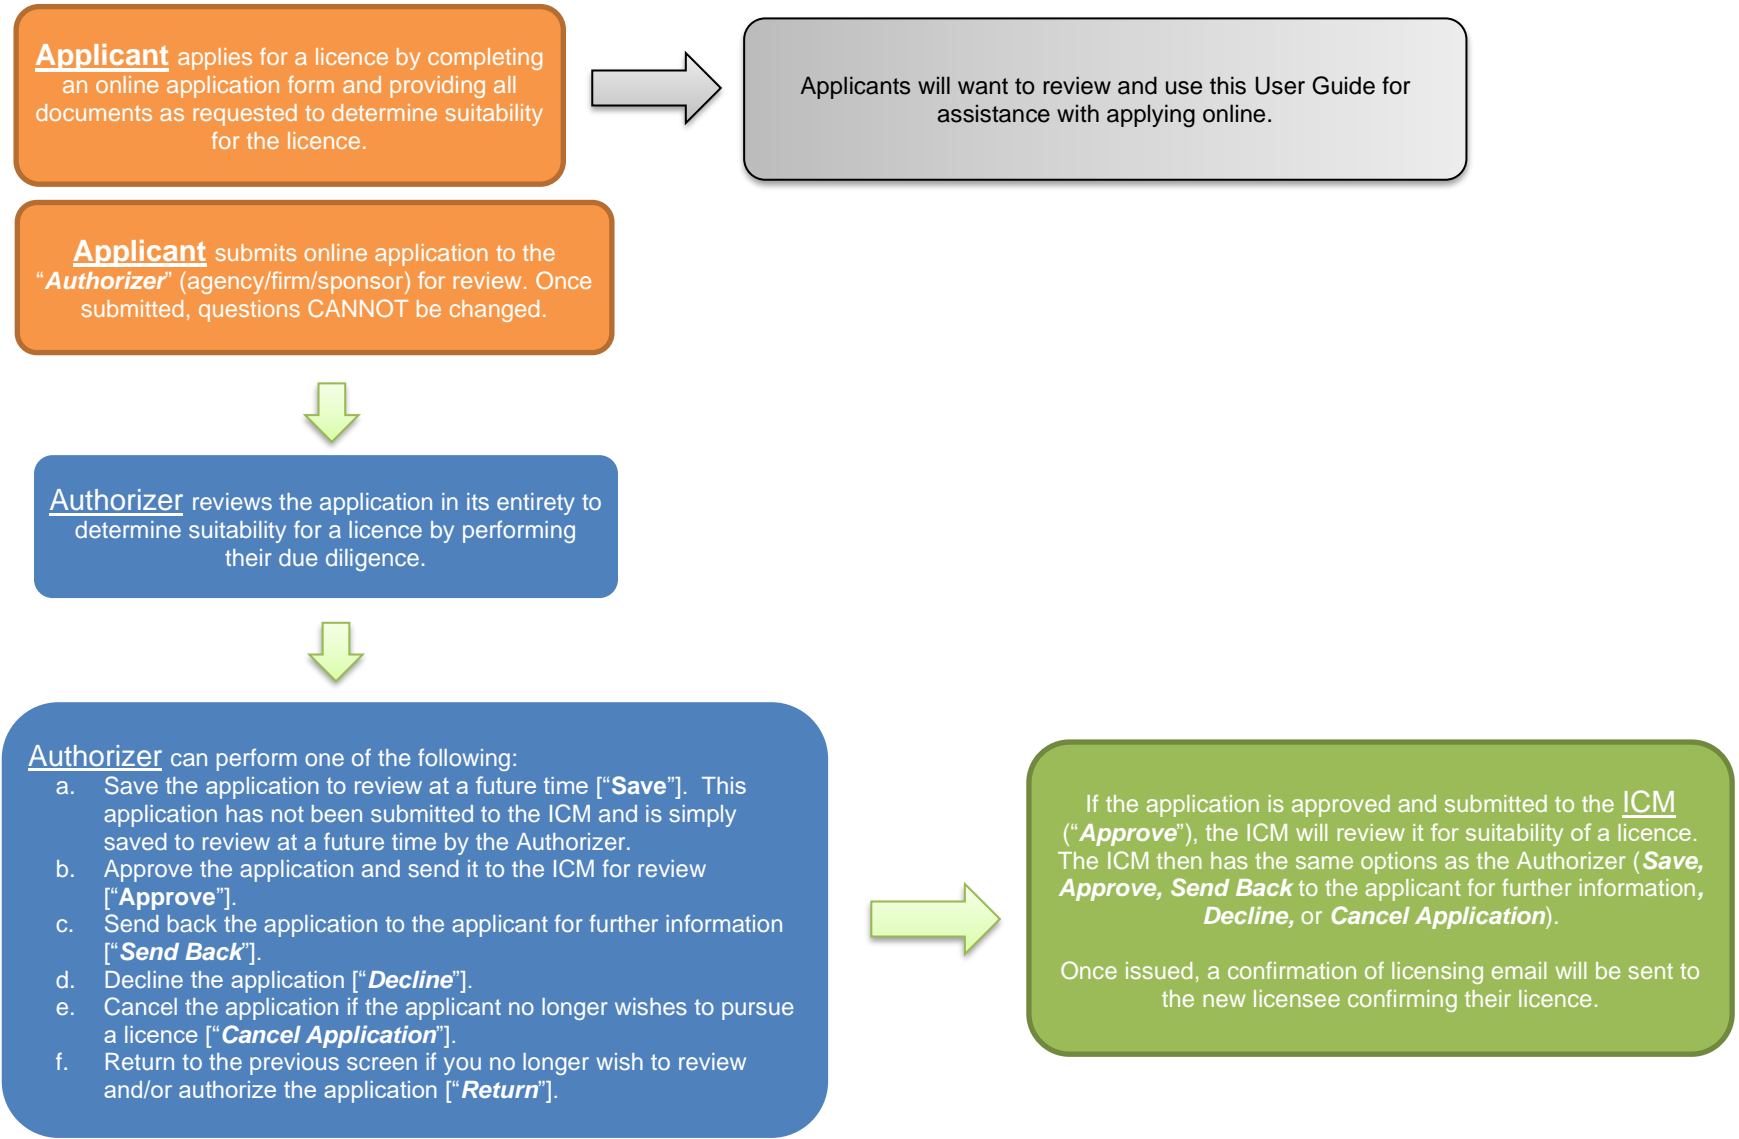 Applicant applies for a licence by completing
an online application form and providing all
documents as requested to determine suitability
for the licence.
Applicants will want to review and use this User Guide for
assistance with applying online.
Applicant submits online application to the
“Authorizer” (agency/firm/sponsor) for review. Once
submitted, questions CANNOT be changed.
Authorizer reviews the application in its entirety to
determine suitability for a licence by performing
their due diligence.
Authorizer can perform one of the following:
a. Save the application to review at a future time [“Save”]. This
application has not been submitted to the ICM and is simply
saved to review at a future time by the Authorizer.
b. Approve the application and send it to the ICM for review
[“Approve”].
c. Send back the application to the applicant for further information
[“Send Back”].
d. Decline the application [“Decline”].
e. Cancel the application if the applicant no longer wishes to pursue
a licence [“Cancel Application”].
f. Return to the previous screen if you no longer wish to review
and/or authorize the application [“Return”].
If the application is approved and submitted to the ICM
(“Approve”), the ICM will review it for suitability of a licence.
The ICM then has the same options as the Authorizer (Save,
Approve, Send Back to the applicant for further information,
Decline, or Cancel Application).
Once issued, a confirmation of licensing email will be sent to
the new licensee confirming their licence.